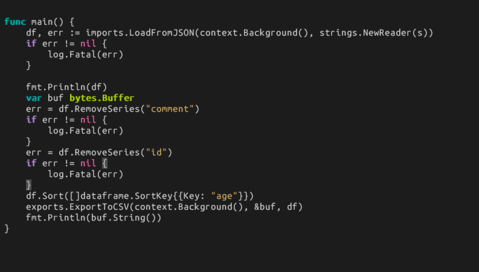 func main() {
    df, err := imports.LoadFromJSON(context.Background(), strings.NewReader(s))
    if err != nil {
        log.Fatal(err)
    }

    fmt.Println(df)
    var buf bytes.Buffer
    err = df.RemoveSeries("comment")
    if err != nil {
        log.Fatal(err)
    }
    err = df.RemoveSeries("id")
    if err != nil {
        log.Fatal(err)
    }
    df.Sort([]dataframe.SortKey{{Key: "age"}})
    exports.ExportToCSV(context.Background(), &buf, df)
    fmt.Println(buf.String())
}